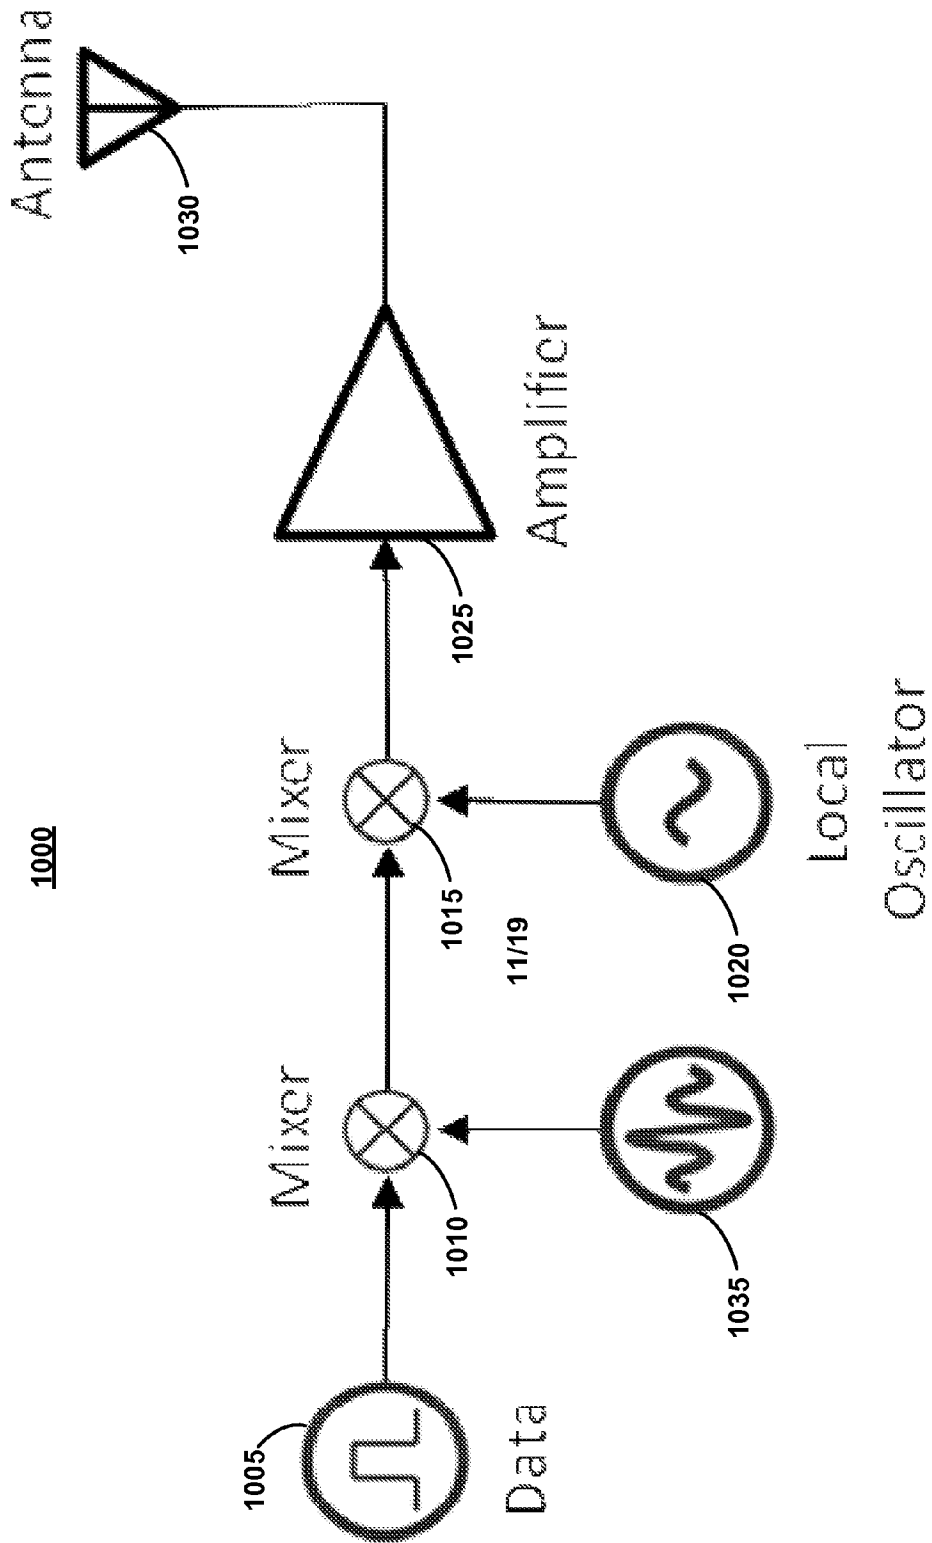 1000
Antenna
1030
Amplifier
1025
Mixer
1015
11/19
1020
Local
Oscillator
Mixer
1010
1035
1005
Data